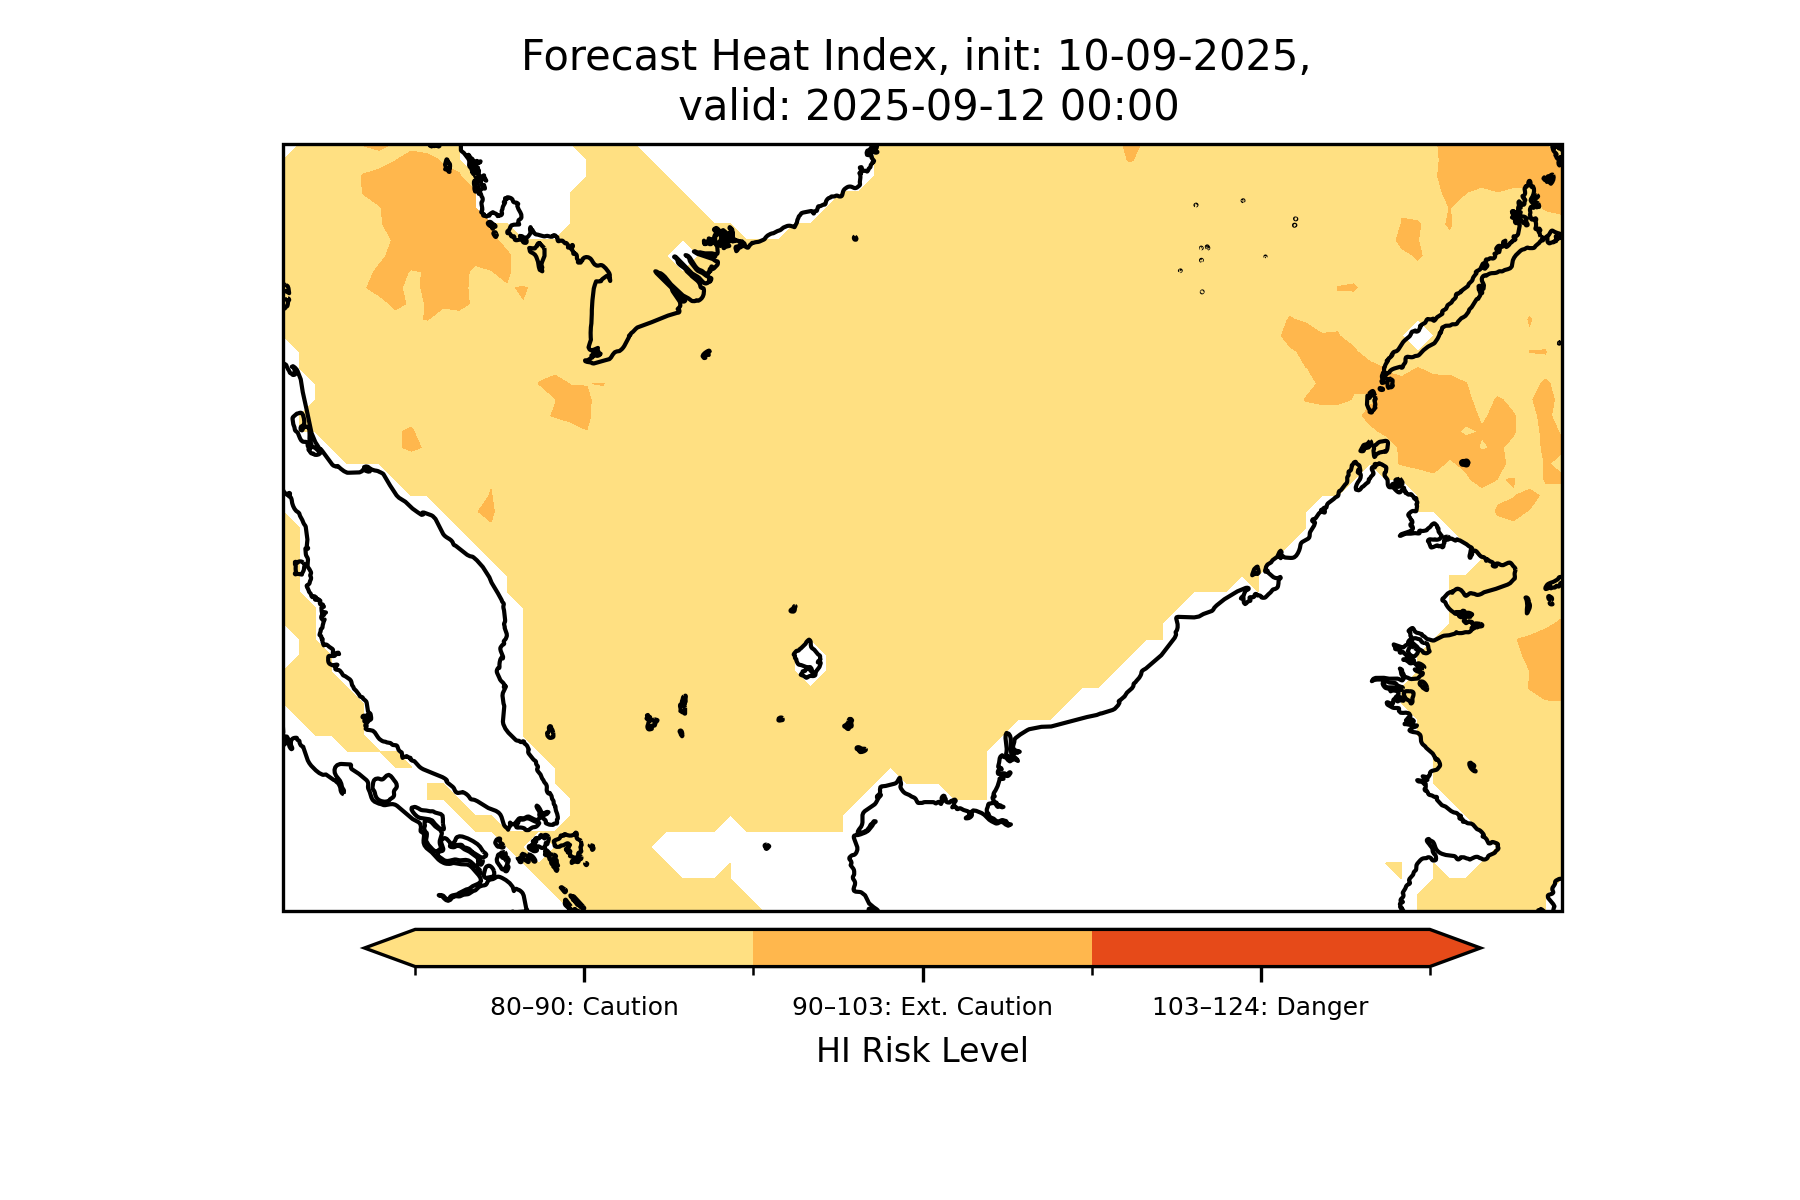 Forecast Heat Index, init: 10-09-2025,
valid: 2025-09-12 00:00
80–90: Caution
90–103: Ext. Caution
103–124: Danger
HI Risk Level